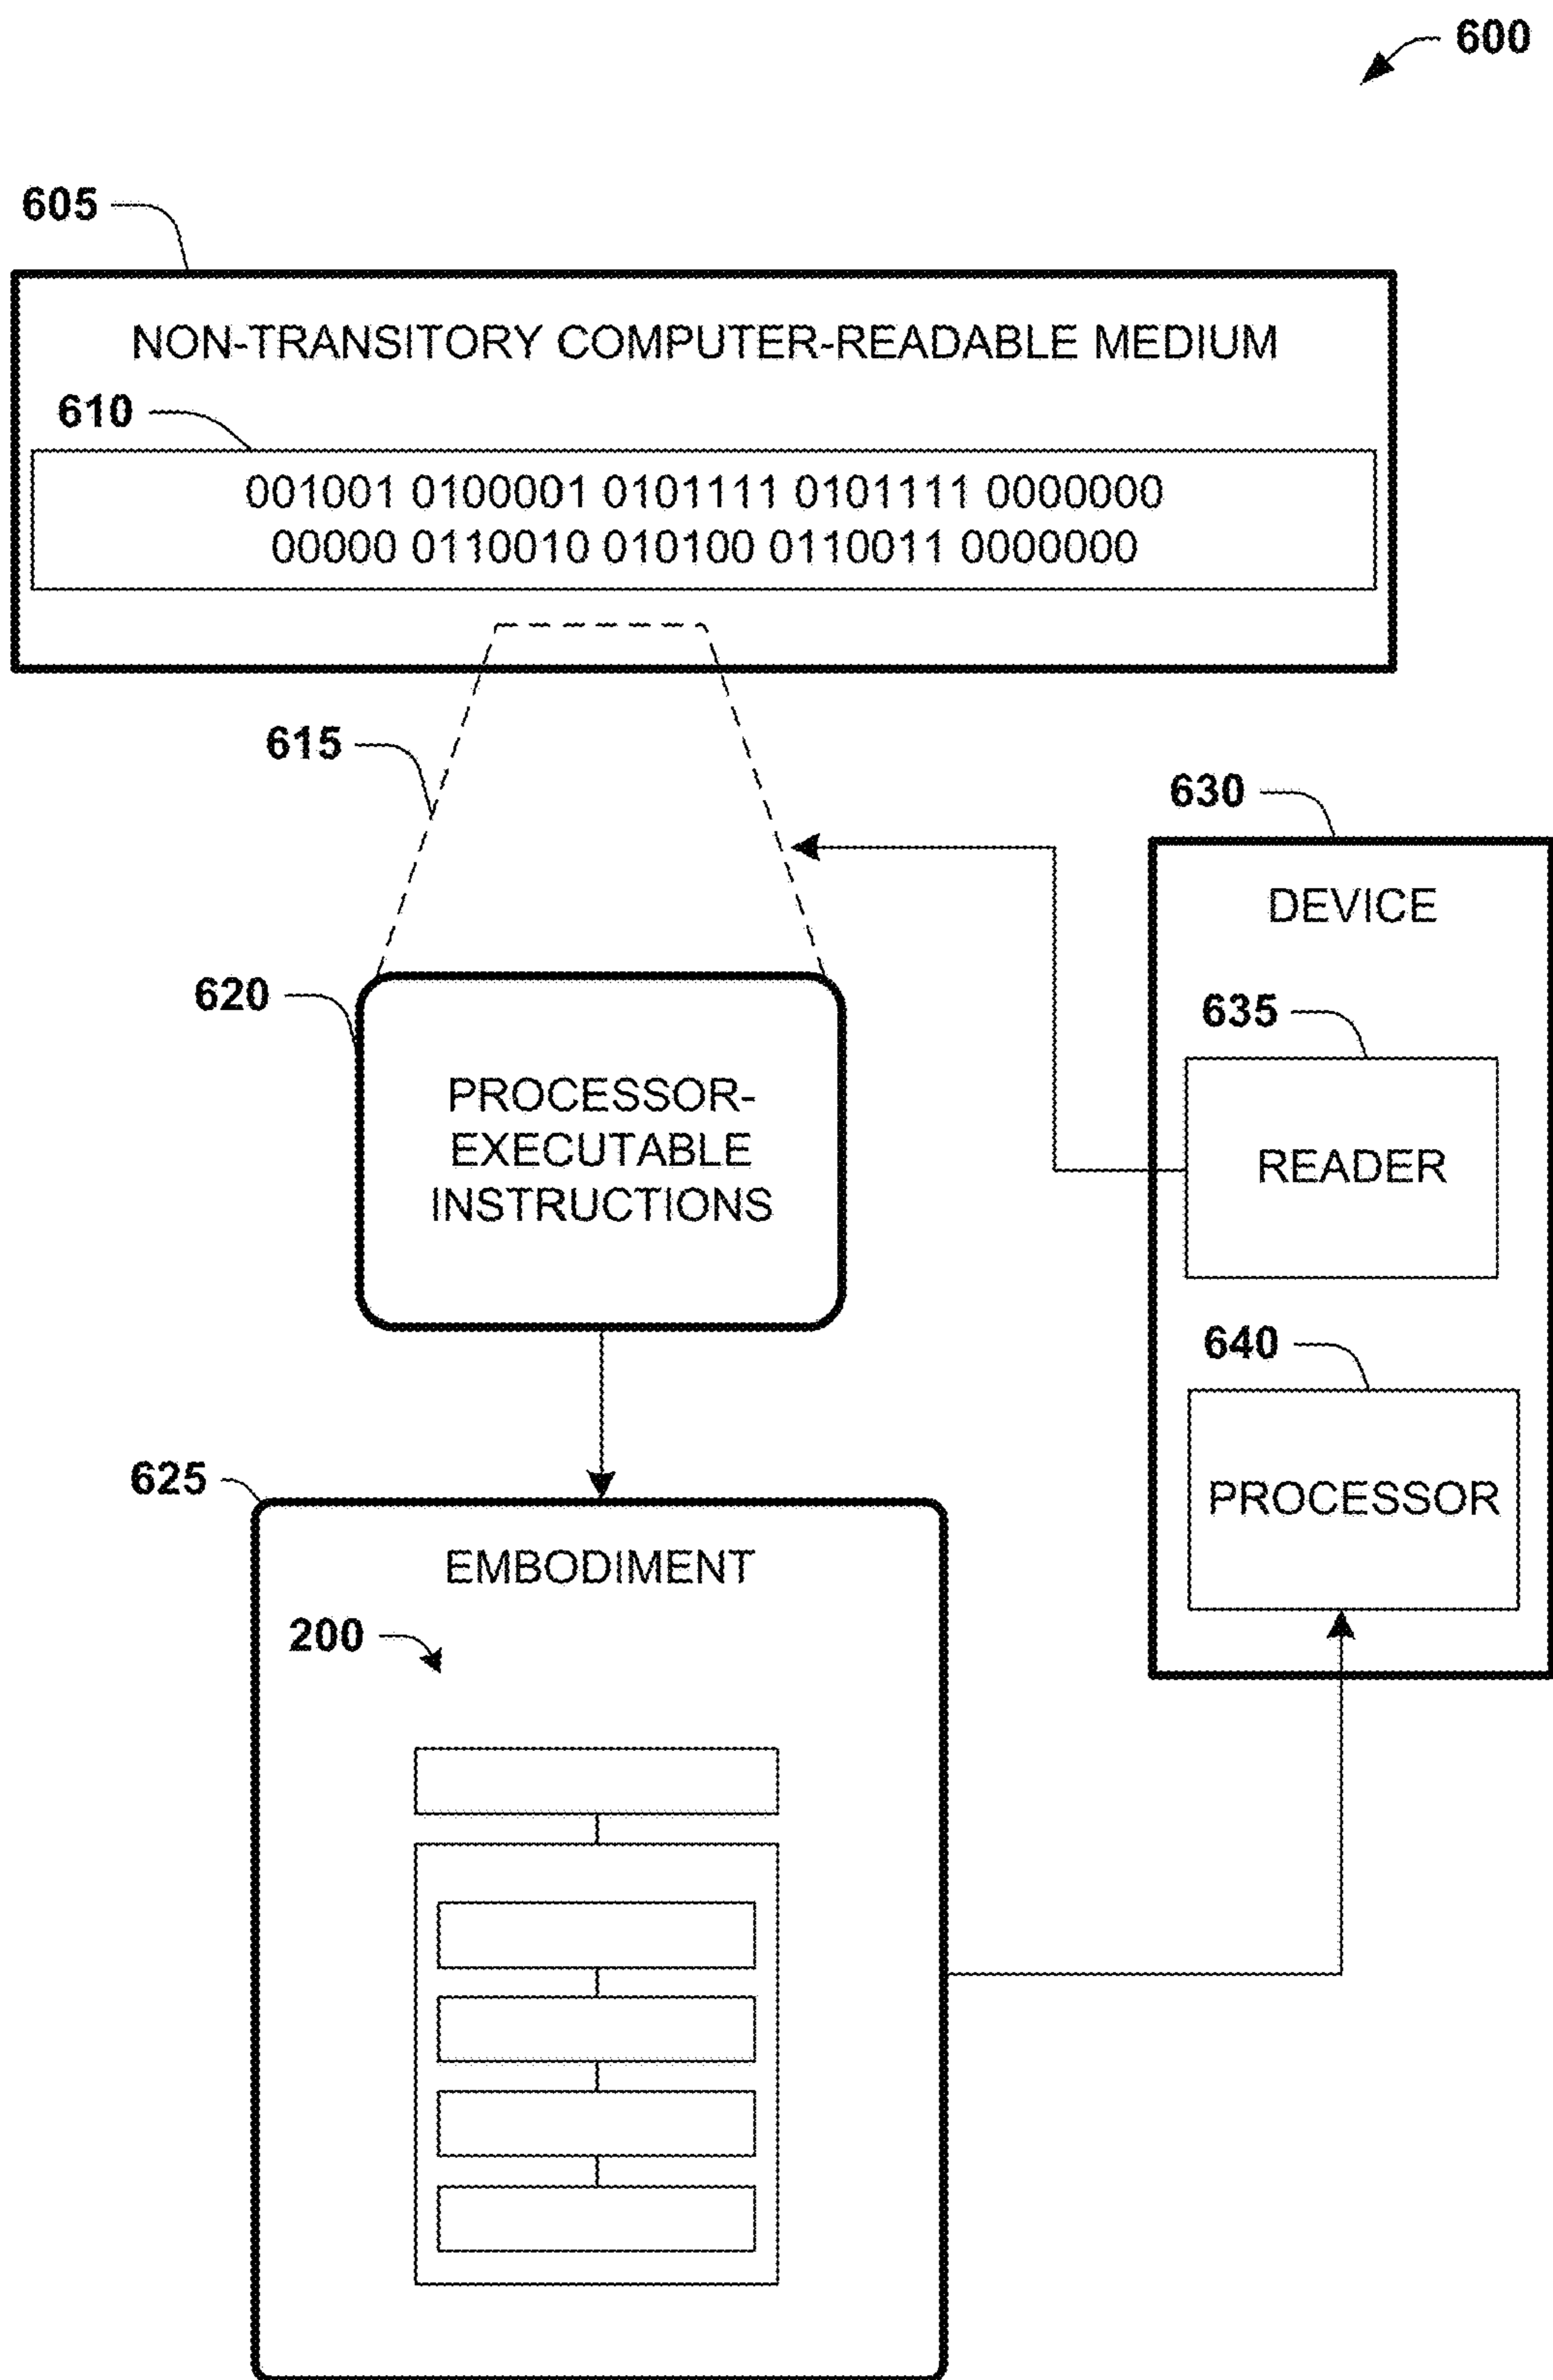 600
605
NON-TRANSITORY COMPUTER-READABLE MEDIUM
610
001001 0100001 0101111 0101111 0000000
00000 0110010 010100 0110011 0000000
615
630
DEVICE
620
635
PROCESSOR-
EXECUTABLE
INSTRUCTIONS
READER
640
625
PROCESSOR
EMBODIMENT
200